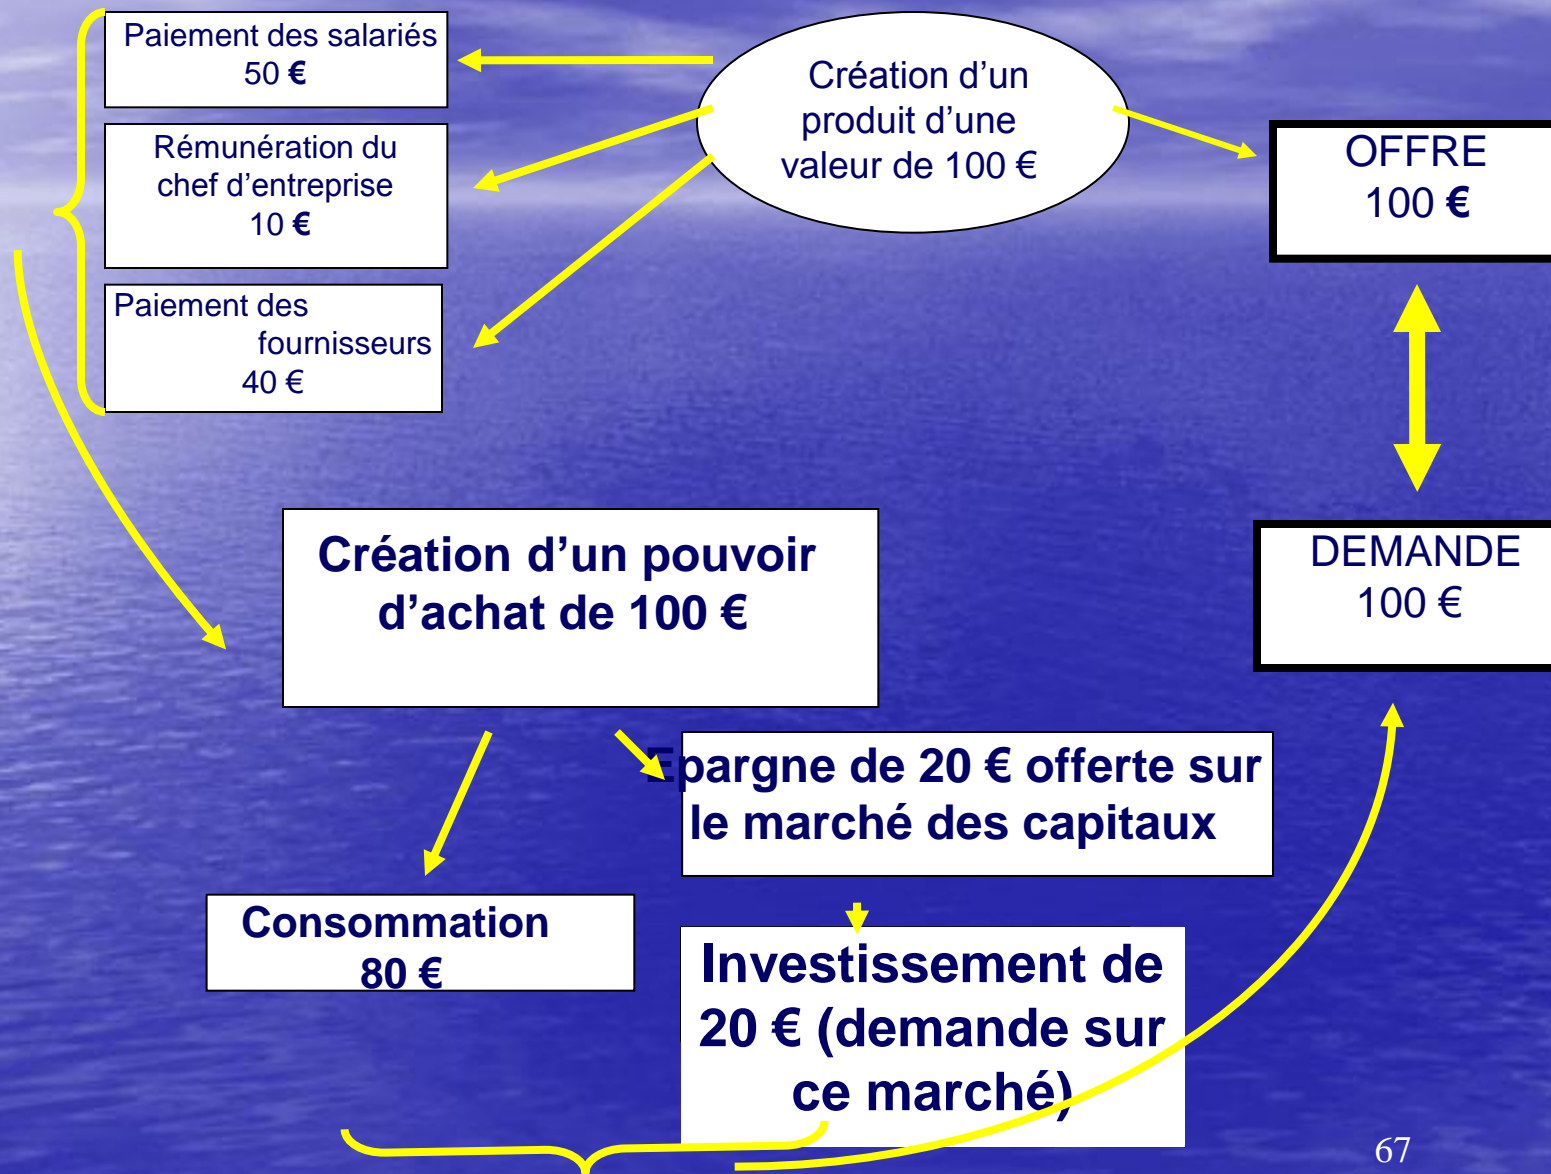 Paiement des salariés
50 €
Rémunération du
chef d’entreprise
10 €
Paiement des
fournisseurs
40 €
Création d’un
produit d’une
valeur de 100 €
OFFRE
100 €
DEMANDE
100 €
Création d’un pouvoir
d’achat de 100 €
Epargne de 20 € offerte sur
le marché des capitaux
Consommation
80 €
Investissement de
20 € (demande sur
ce marché)
67